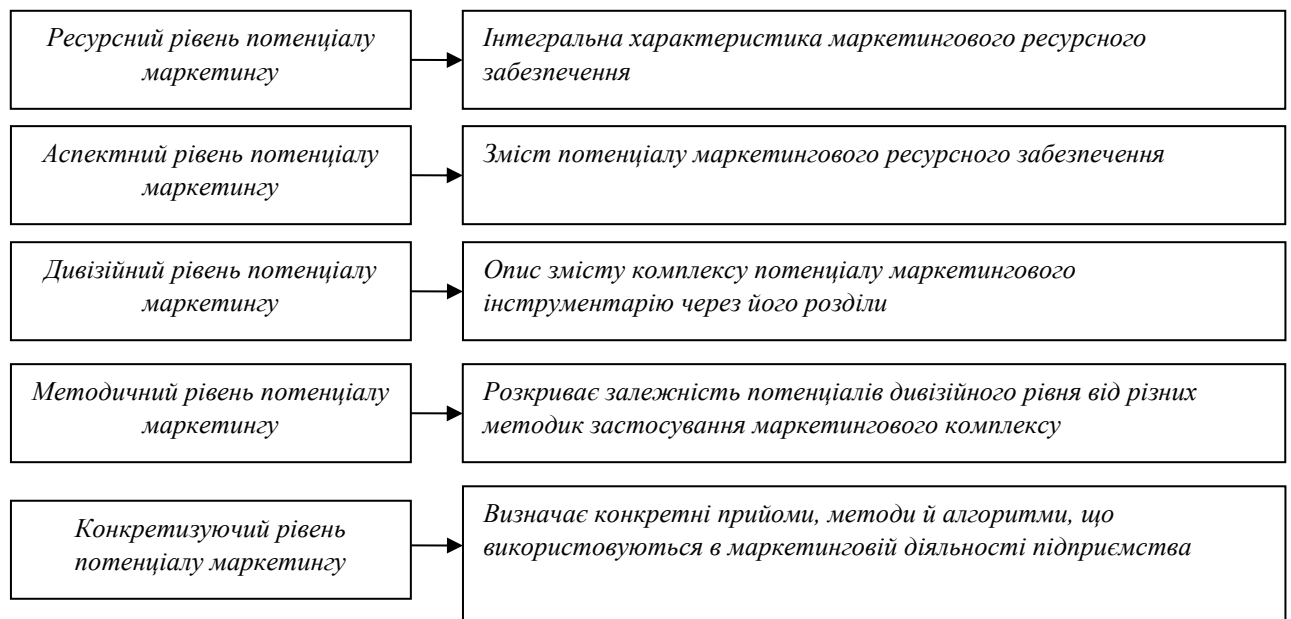 Ресурсний рівень потенціалу
маркетингу
Інтегральна характеристика маркетингового ресурсного
забезпечення
Аспектний рівень потенціалу
маркетингу
Зміст потенціалу маркетингового ресурсного забезпечення
Дивізійний рівень потенціалу
маркетингу
Опис змісту комплексу потенціалу маркетингового
інструментарію через його розділи
Методичний рівень потенціалу
маркетингу
Розкриває залежність потенціалів дивізійного рівня від різних
методик застосування маркетингового комплексу
Конкретизуючий рівень
потенціалу маркетингу
Визначає конкретні прийоми, методи й алгоритми, що
використовуються в маркетинговій діяльності підприємства